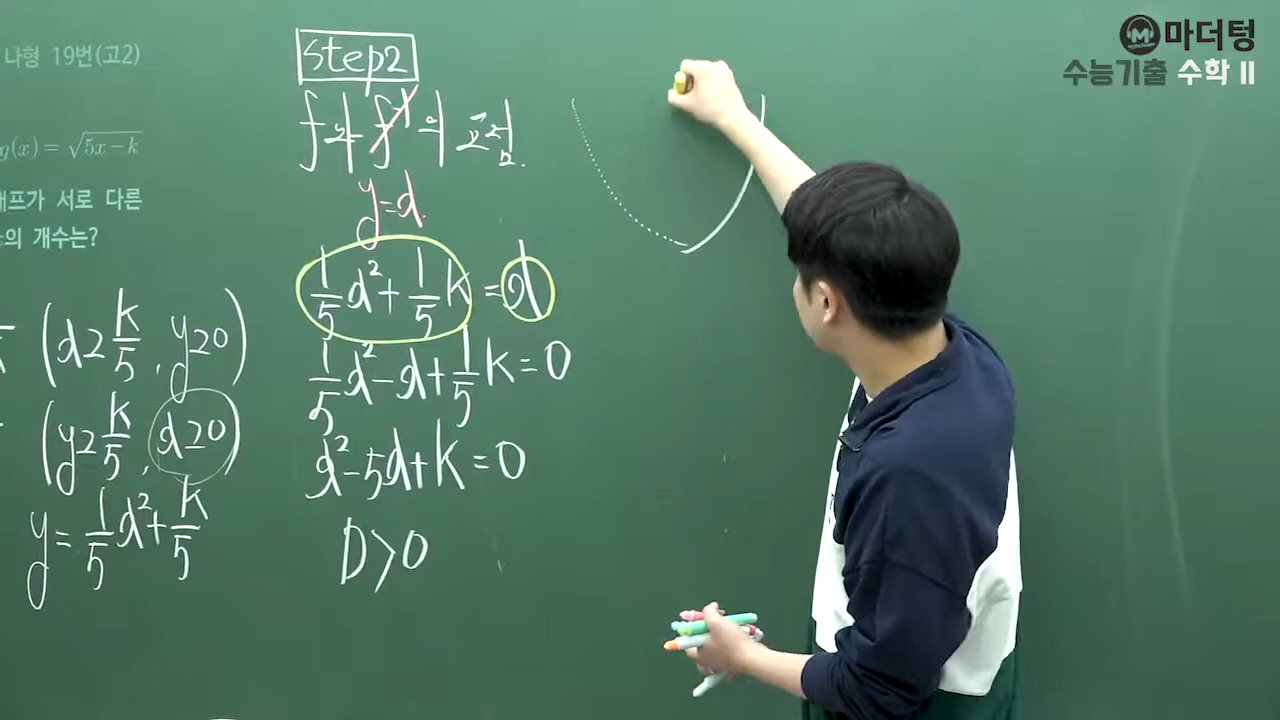 마더텅
수능기출 수학 II
나형 19번(고2)
g(x) = √(5x-k)
래프가 서로 다른
의 개수는?
(x≥k/5, y≥0)
(y≥k/5, x≥0)
y=1/5x²+k/5
Step2
f와 f⁻¹의 교점.
y=x.
1/5x²+1/5k=x
1/5x²-x+1/5k=0
x²-5x+k=0
D>0